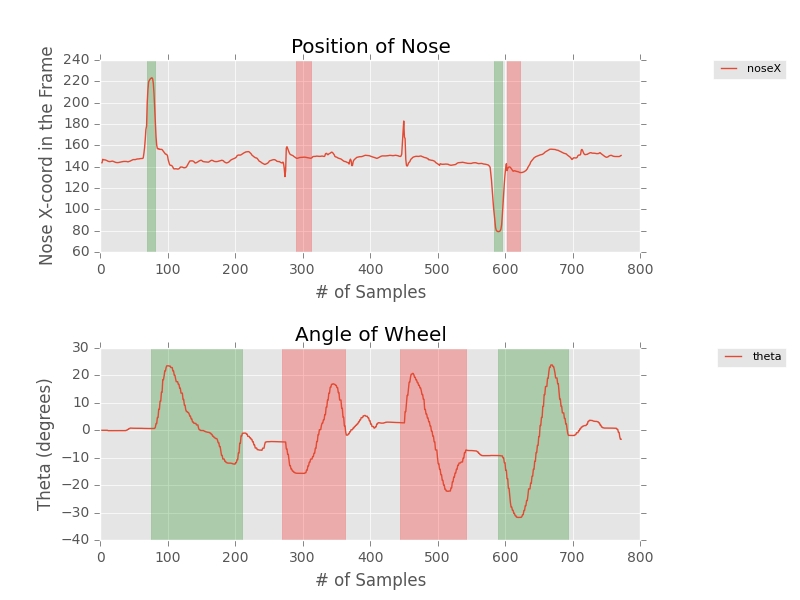 Position of Nose
noseX
Nose X-coord in the Frame
240
220
200
180
160
140
120
100
80
60
0 100 200 300 400 500 600 700 800
# of Samples
Angle of Wheel
theta
Theta (degrees)
30
20
10
0
−10
−20
−30
−40
0 100 200 300 400 500 600 700 800
# of Samples